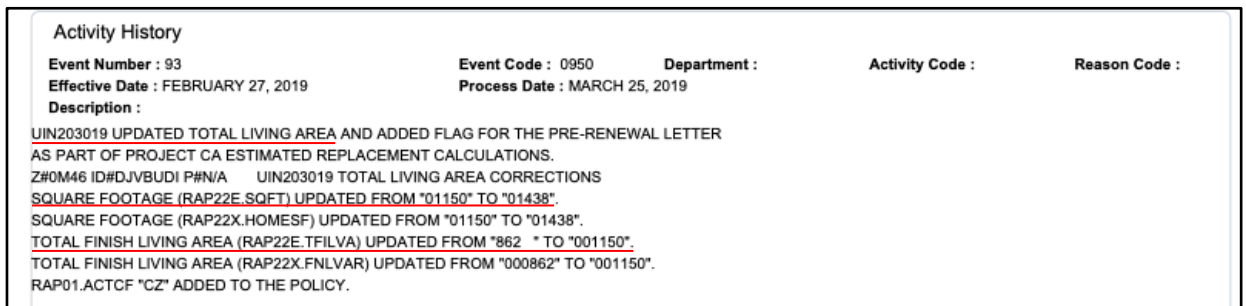 Activity History
Event Number : 93 Event Code : 0950 Department : Activity Code : Reason Code :
Effective Date : FEBRUARY 27, 2019 Process Date : MARCH 25, 2019
Description :
UIN203019 UPDATED TOTAL LIVING AREA AND ADDED FLAG FOR THE PRE-RENEWAL LETTER
AS PART OF PROJECT CA ESTIMATED REPLACEMENT CALCULATIONS.
Z#0M46 ID#DJVBUDI P#N/A UIN203019 TOTAL LIVING AREA CORRECTIONS
SQUARE FOOTAGE (RAP22E.SQFT) UPDATED FROM "01150" TO "01438".
SQUARE FOOTAGE (RAP22X.HOMESF) UPDATED FROM "01150" TO "01438".
TOTAL FINISH LIVING AREA (RAP22E.TFILVA) UPDATED FROM "862 " TO "001150".
TOTAL FINISH LIVING AREA (RAP22X.FNLVAR) UPDATED FROM "000862" TO "001150".
RAP01.ACTCF "CZ" ADDED TO THE POLICY.